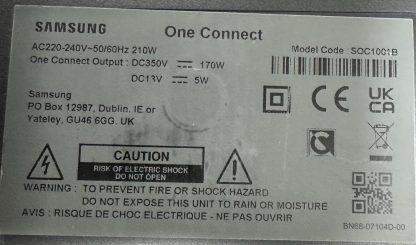 SAMSUNG One Connect
AC220-240V~50/60Hz 210W
Model Code : SOC1001B
One Connect Output : DC350V ⎓ 170W
DC13V ⎓ 5W
Samsung
PO Box 12987, Dublin. IE or
Yateley, GU46 6GG. UK
CE UK CA
CAUTION
RISK OF ELECTRIC SHOCK
DO NOT OPEN
WARNING : TO PREVENT FIRE OR SHOCK HAZARD
DO NOT EXPOSE THIS UNIT TO RAIN OR MOISTURE
AVIS : RISQUE DE CHOC ELECTRIQUE - NE PAS OUVRIR
BN68-07104D-00